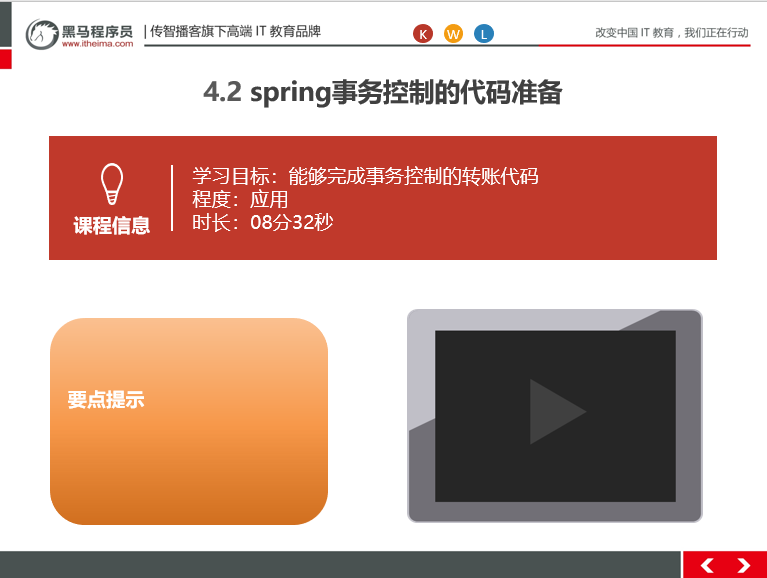 黑马程序员
www.itheima.com
传智播客旗下高端 IT 教育品牌
K W L
改变中国 IT 教育，我们正在行动
4.2 spring事务控制的代码准备
课程信息
学习目标：能够完成事务控制的转账代码
程度：应用
时长：08分32秒
要点提示